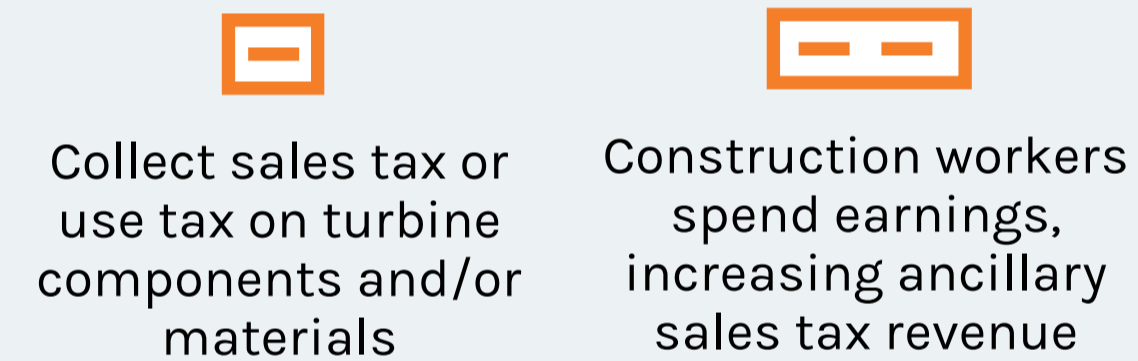 Collect sales tax or
use tax on turbine
components and/or
materials
Construction workers
spend earnings,
increasing ancillary
sales tax revenue